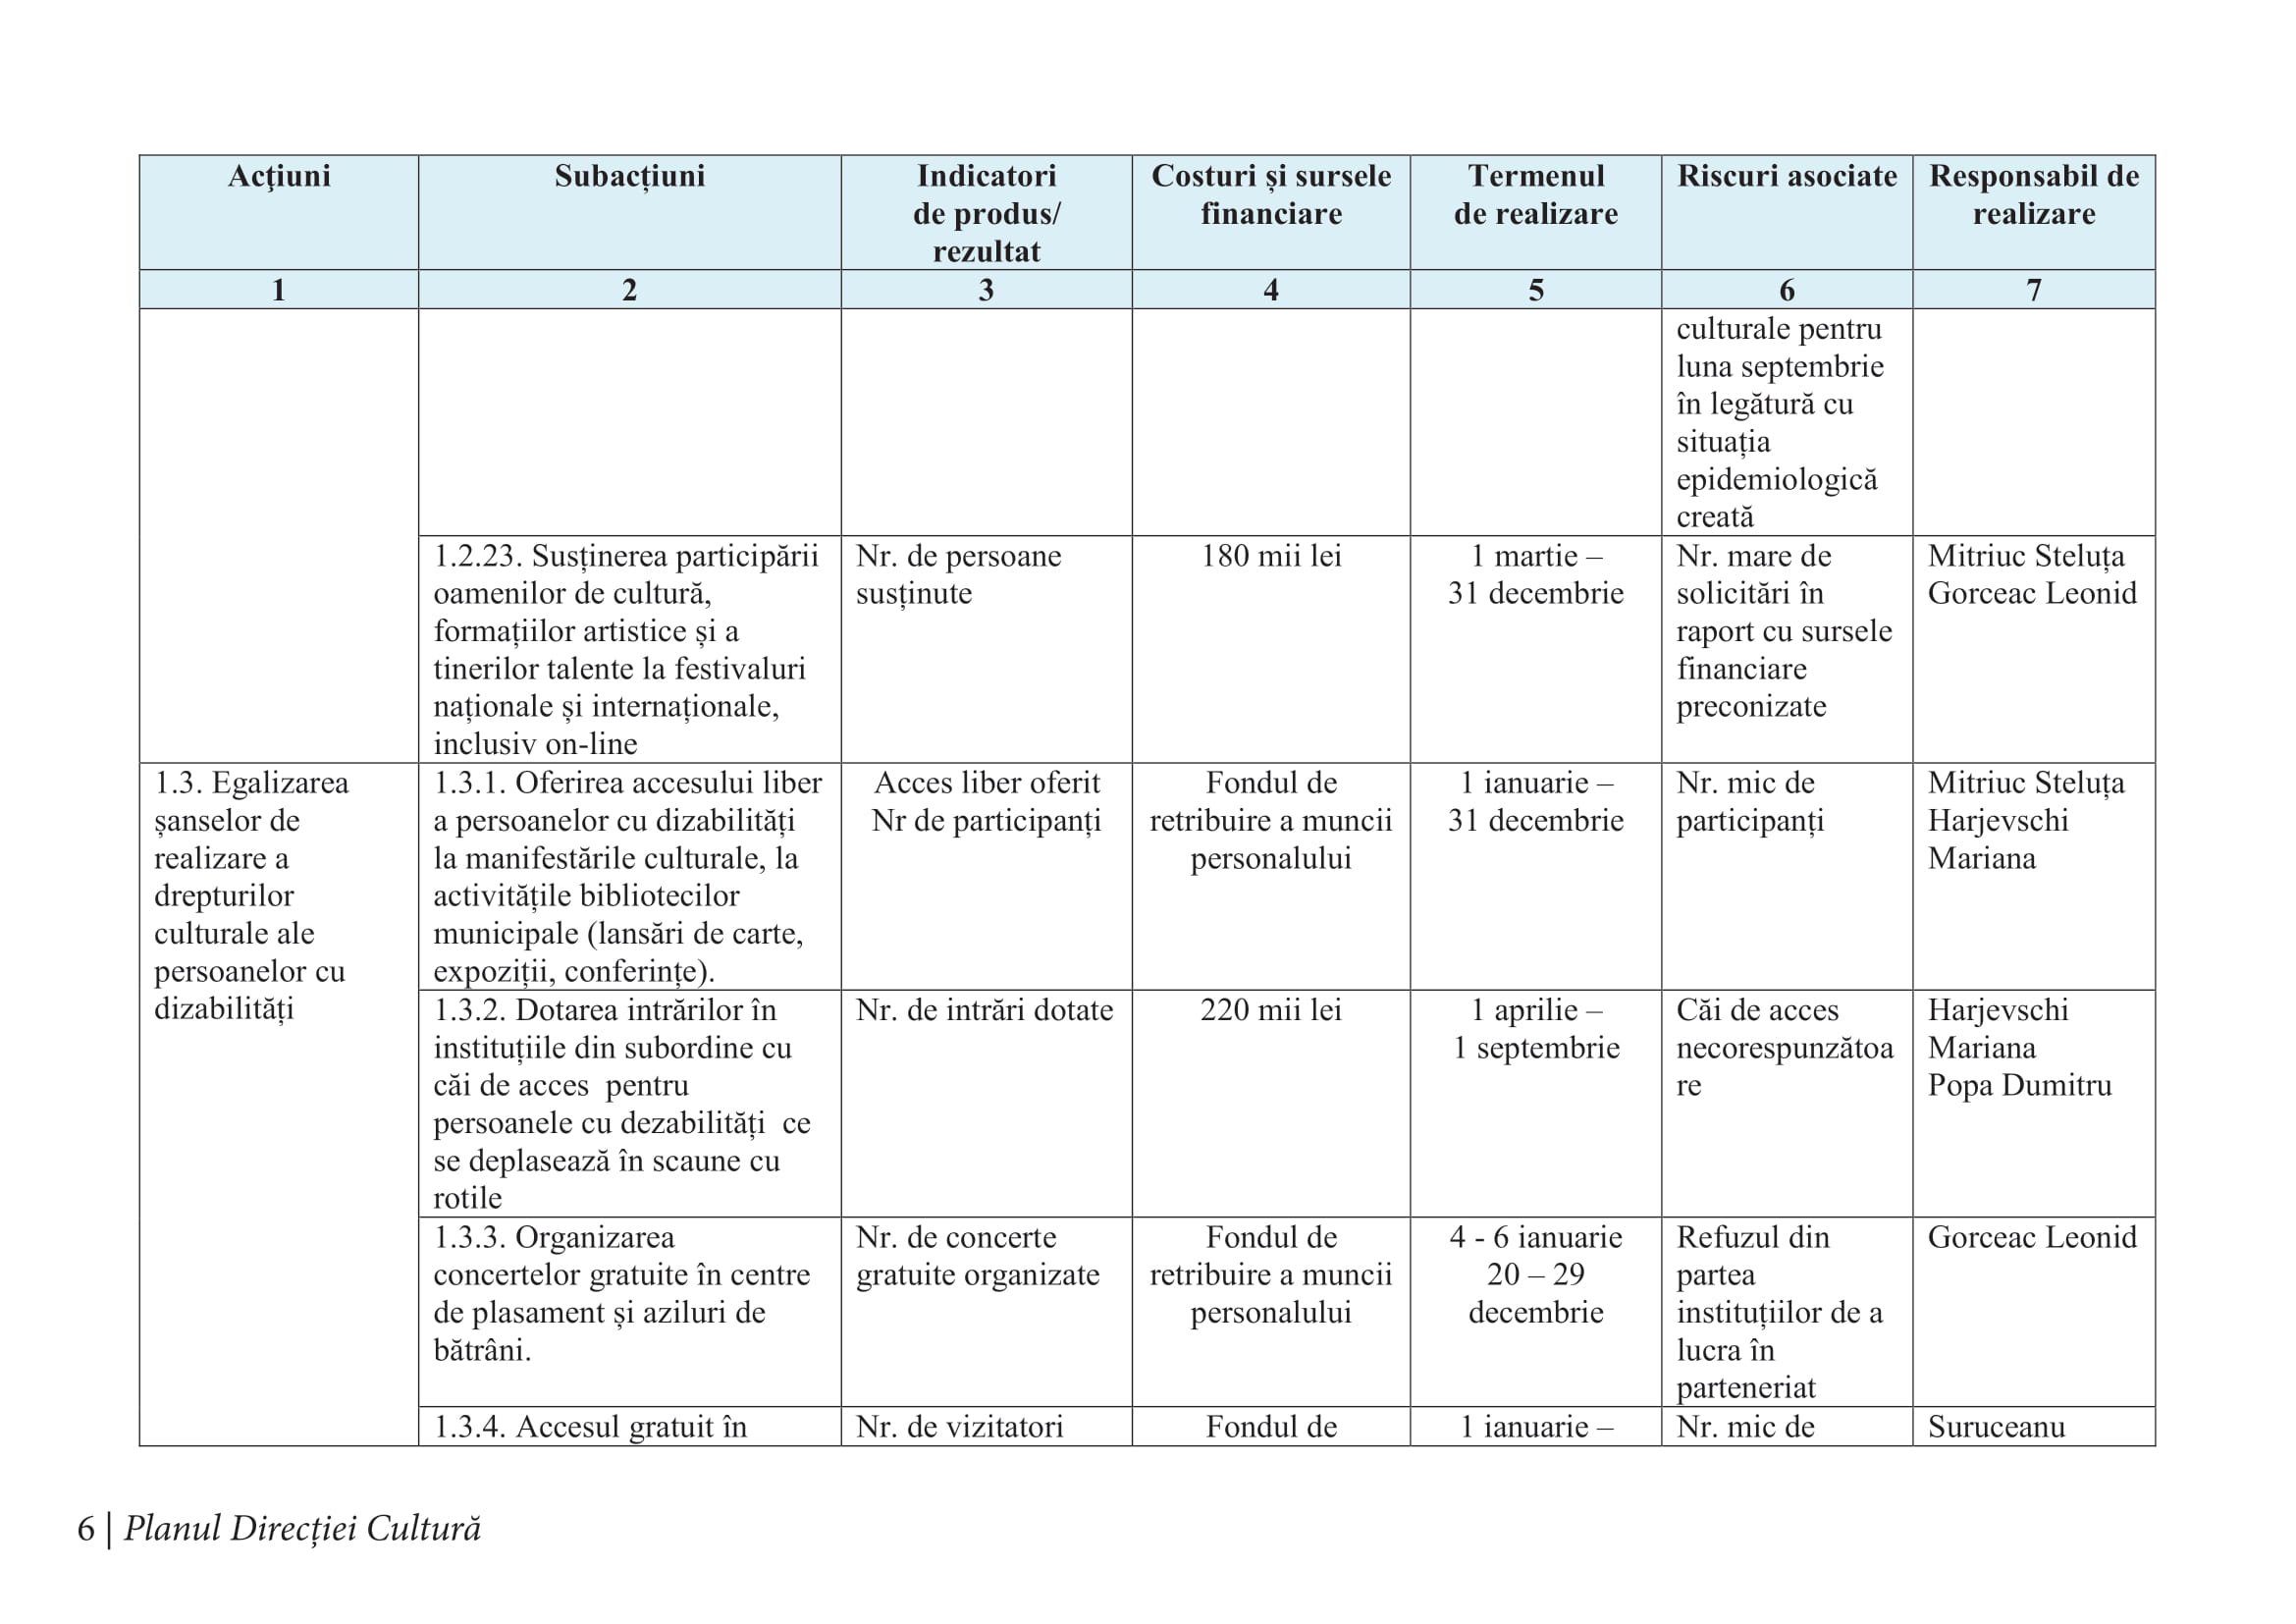 Acţiuni
Subacțiuni
Indicatori
de produs/
rezultat
Costuri și sursele
financiare
Termenul
de realizare
Riscuri asociate
Responsabil de
realizare
1
2
3
4
5
6
7
culturale pentru
luna septembrie
în legătură cu
situația
epidemiologică
creată
1.2.23. Susținerea participării
oamenilor de cultură,
formațiilor artistice și a
tinerilor talente la festivaluri
naționale și internaționale,
inclusiv on-line
Nr. de persoane
susținute
180 mii lei
1 martie –
31 decembrie
Nr. mare de
solicitări în
raport cu sursele
financiare
preconizate
Mitriuc Steluța
Gorceac Leonid
1.3. Egalizarea
șanselor de
realizare a
drepturilor
culturale ale
persoanelor cu
dizabilități
1.3.1. Oferirea accesului liber
a persoanelor cu dizabilități
la manifestările culturale, la
activitățile bibliotecilor
municipale (lansări de carte,
expoziții, conferințe).
Acces liber oferit
Nr de participanți
Fondul de
retribuire a muncii
personalului
1 ianuarie –
31 decembrie
Nr. mic de
participanți
Mitriuc Steluța
Harjevschi
Mariana
1.3.2. Dotarea intrărilor în
instituțiile din subordine cu
căi de acces  pentru
persoanele cu dezabilități  ce
se deplasează în scaune cu
rotile
Nr. de intrări dotate
220 mii lei
1 aprilie –
1 septembrie
Căi de acces
necorespunzătoa
re
Harjevschi
Mariana
Popa Dumitru
1.3.3. Organizarea
concertelor gratuite în centre
de plasament și aziluri de
bătrâni.
Nr. de concerte
gratuite organizate
Fondul de
retribuire a muncii
personalului
4 - 6 ianuarie
20 – 29
decembrie
Refuzul din
partea
instituțiilor de a
lucra în
parteneriat
Gorceac Leonid
1.3.4. Accesul gratuit în
Nr. de vizitatori
Fondul de
1 ianuarie –
Nr. mic de
Suruceanu
6 | Planul Direcției Cultură